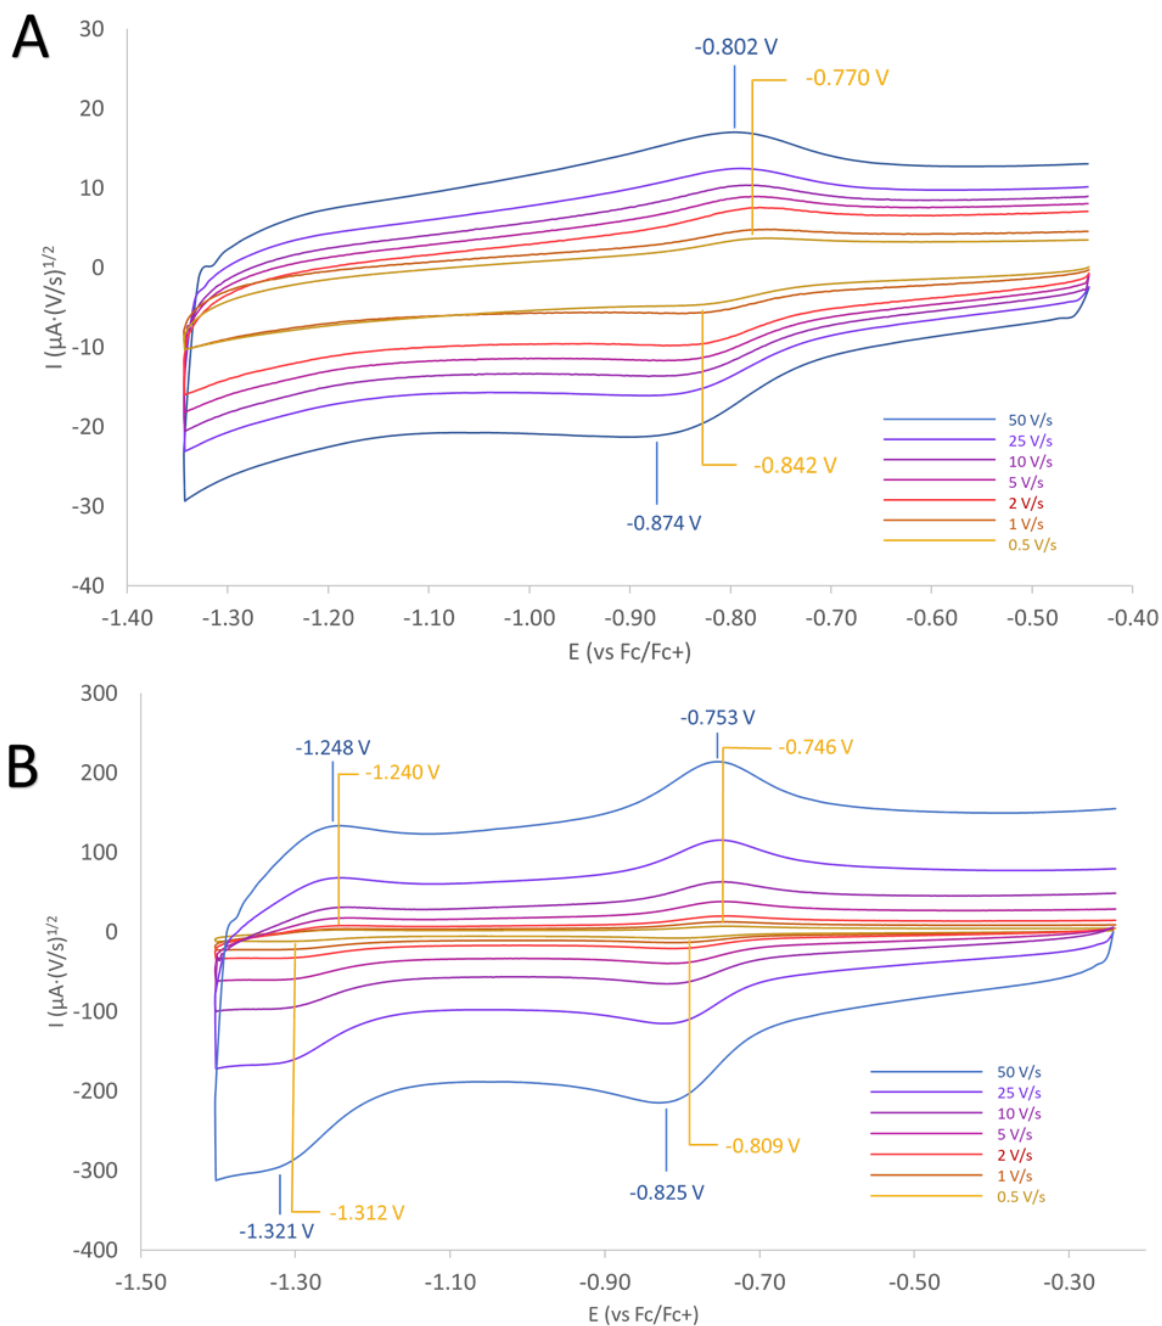 A
30
20
10
0
-10
-20
-30
-40
I (µA·(V/s)1/2
-0.802 V
-0.770 V
-0.842 V
-0.874 V
50 V/s
25 V/s
10 V/s
5 V/s
2 V/s
1 V/s
0.5 V/s
-1.40 -1.30 -1.20 -1.10 -1.00 -0.90 -0.80 -0.70 -0.60 -0.50 -0.40
E (vs Fc/Fc+)
B
300
200
100
0
-100
-200
-300
-400
I (µA·(V/s)1/2
-0.753 V
-1.248 V
-0.746 V
-1.240 V
-0.809 V
-0.825 V
-1.312 V
-1.321 V
50 V/s
25 V/s
10 V/s
5 V/s
2 V/s
1 V/s
0.5 V/s
-1.50 -1.30 -1.10 -0.90 -0.70 -0.50 -0.30
E (vs Fc/Fc+)